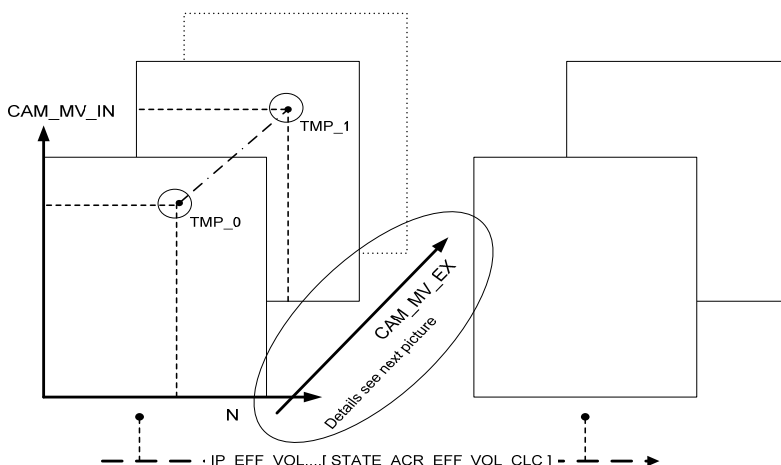 CAM_MV_IN
TMP_1
TMP_0
CAM_MV_EX
Details see next picture
N
IP_EFF_VOL....[ STATE_ACR_EFF_VOL_CLC ]